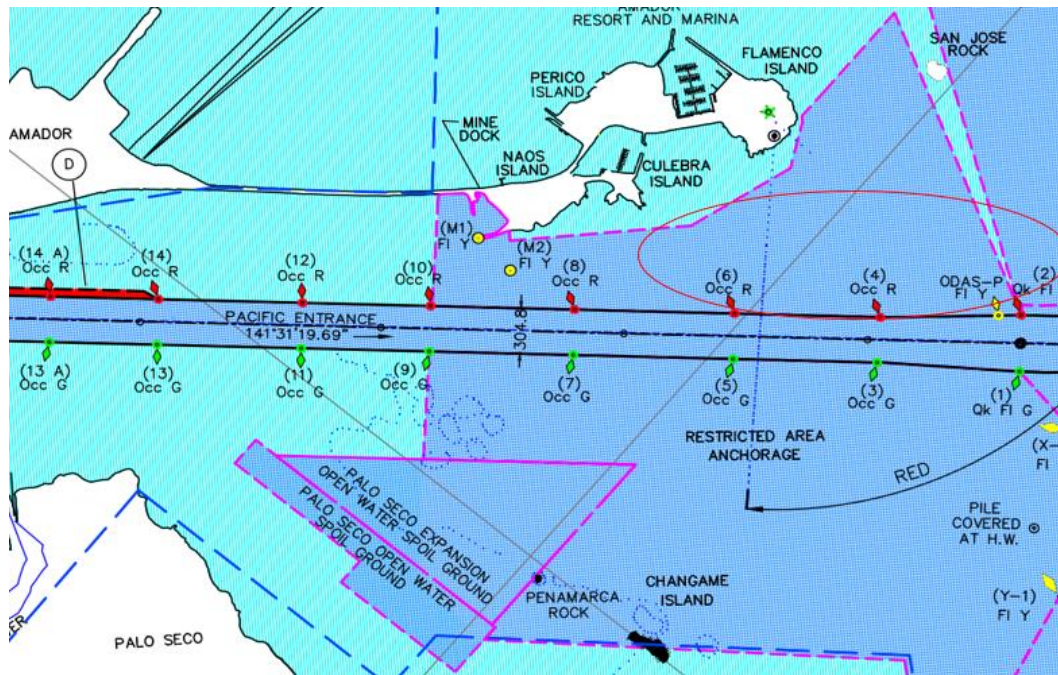 AMADOR
RESORT AND MARINA
FLAMENCO
ISLAND
SAN JOSE
ROCK
PERICO
ISLAND
MINE
DOCK
NAOS
ISLAND
CULEBRA
ISLAND
AMADOR
D
(M1)
Fl Y
(M2)
Fl Y
(14 A)
Occ R
(14)
Occ R
(12)
Occ R
(10)
Occ R
(8)
Occ R
(6)
Occ R
(4)
Occ R
ODAS-P
Fl Y
(2)
Qk Fl
PACIFIC ENTRANCE
141°31'19.69"
304.8
(13 A)
Occ G
(13)
Occ G
(11)
Occ G
(9)
Occ G
(7)
Occ G
(5)
Occ G
(3)
Occ G
(1)
Qk Fl G
(X-
Fl
RESTRICTED AREA
ANCHORAGE
RED
PALO SECO EXPANSION
OPEN WATER SPOIL GROUND
PALO SECO OPEN WATER
SPOIL GROUND
PILE
COVERED
AT H.W.
PENAMARCA
ROCK
CHANGAME
ISLAND
(Y-1)
Fl Y
PALO SECO